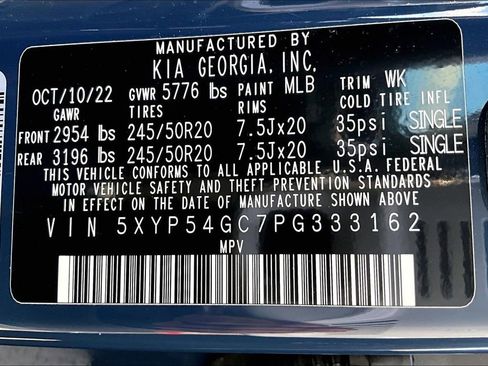 MANUFACTURED BY
KIA GEORGIA, INC.
OCT/10/22 GVWR 5776 lbs PAINT MLB TRIM WK
GAWR TIRES RIMS COLD TIRE INFL
FRONT 2954 lbs 245/50R20 7.5Jx20 35psi SINGLE
REAR 3196 lbs 245/50R20 7.5Jx20 35psi SINGLE
THIS VEHICLE CONFORMS TO ALL APPLICABLE U.S.A. FEDERAL
MOTOR VEHICLE SAFETY AND THEFT PREVENTION STANDARDS
IN EFFECT ON THE DATE OF MANUFACTURE SHOWN ABOVE
VIN 5XYP54GC7PG333162
MPV